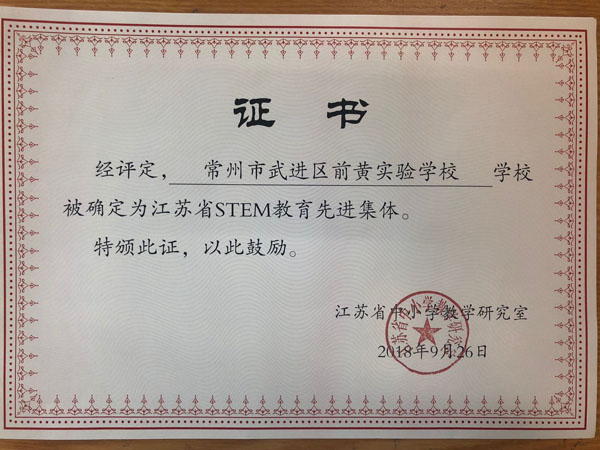 证 书
经评定， 常州市武进区前黄实验学校 学校
被确定为江苏省STEM教育先进集体。
特颁此证，以此鼓励。
江苏省中小学教学研究室
2018年9月26日